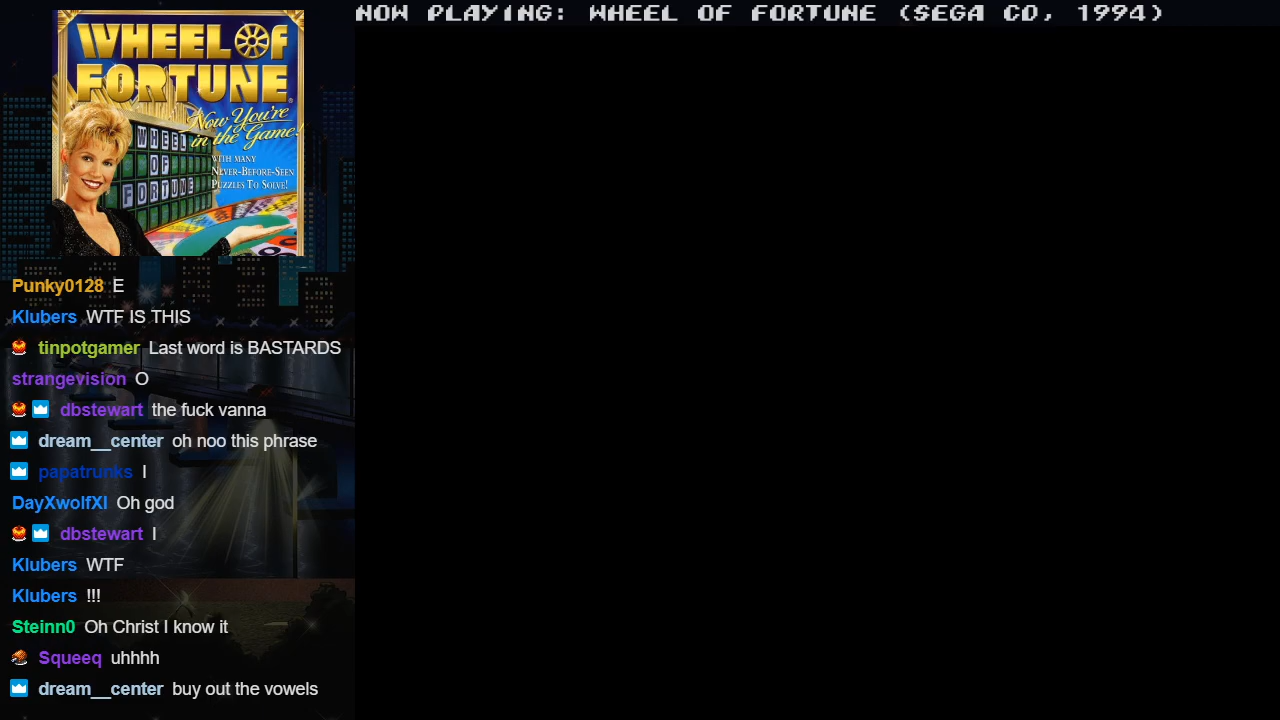 NOW PLAYING: WHEEL OF FORTUNE (SEGA CD, 1994)
WHEEL OF
FORTUNE
Now You're
in the Game!
WITH MANY
NEVER-BEFORE-SEEN
PUZZLES TO SOLVE!
WHEEL
OF
FORTUNE
Punky0128 E
Klubers WTF IS THIS
tinpotgamer Last word is BASTARDS
strangevision O
dbstewart the fuck vanna
dream__center oh noo this phrase
papatrunks I
DayXwolfXI Oh god
dbstewart I
Klubers WTF
Klubers !!!
Steinn0 Oh Christ I know it
Squeeq uhhhh
dream__center buy out the vowels